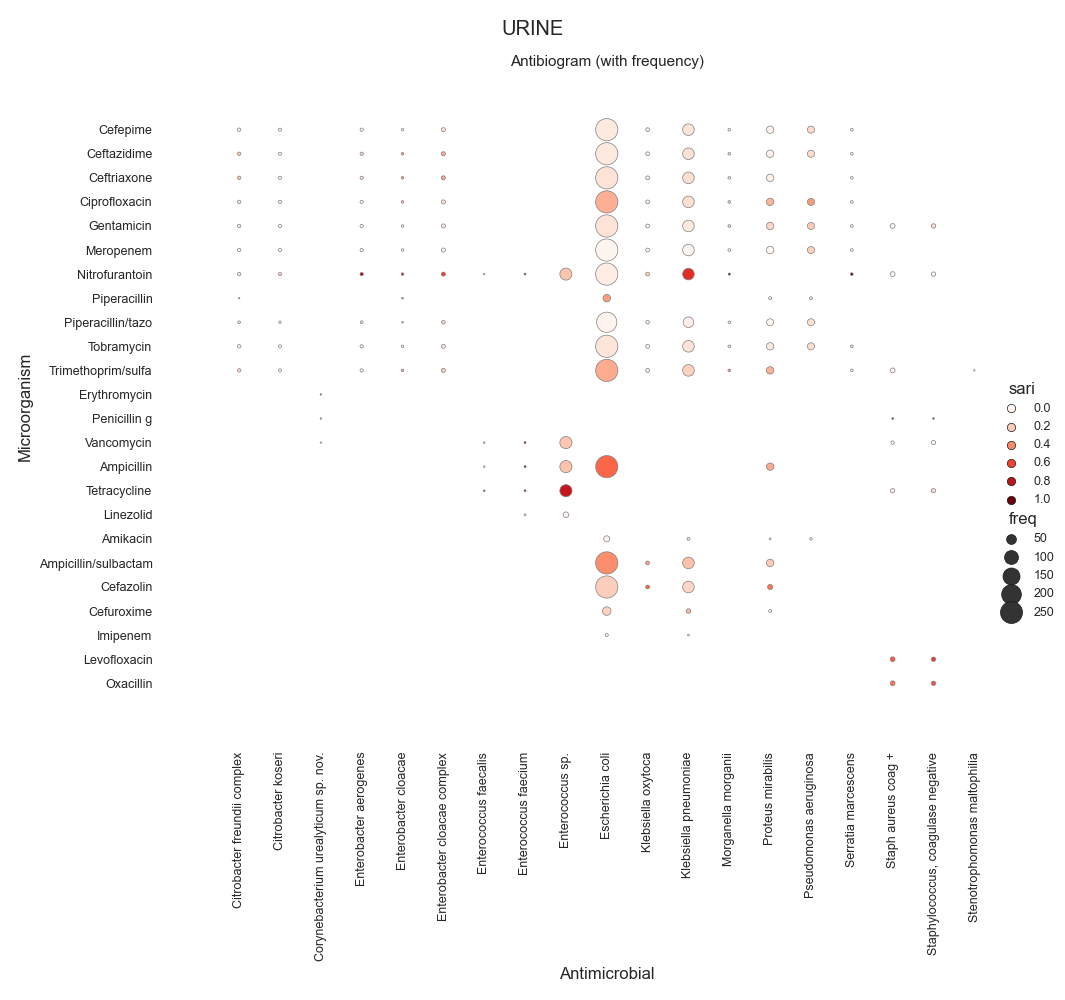 URINE
Antibiogram (with frequency)
Cefepime
Ceftazidime
Ceftriaxone
Ciprofloxacin
Gentamicin
Meropenem
Nitrofurantoin
Piperacillin
Piperacillin/tazo
Tobramycin
Trimethoprim/sulfa
Erythromycin
Penicillin g
Vancomycin
Ampicillin
Tetracycline
Linezolid
Amikacin
Ampicillin/sulbactam
Cefazolin
Cefuroxime
Imipenem
Levofloxacin
Oxacillin
Microorganism
sari
0.0
0.2
0.4
0.6
0.8
1.0
freq
50
100
150
200
250
Citrobacter freundii complex
Citrobacter koseri
Corynebacterium urealyticum sp. nov.
Enterobacter aerogenes
Enterobacter cloacae
Enterobacter cloacae complex
Enterococcus faecalis
Enterococcus faecium
Enterococcus sp.
Escherichia coli
Klebsiella oxytoca
Klebsiella pneumoniae
Morganella morganii
Proteus mirabilis
Pseudomonas aeruginosa
Serratia marcescens
Staph aureus coag +
Staphylococcus, coagulase negative
Stenotrophomonas maltophilia
Antimicrobial